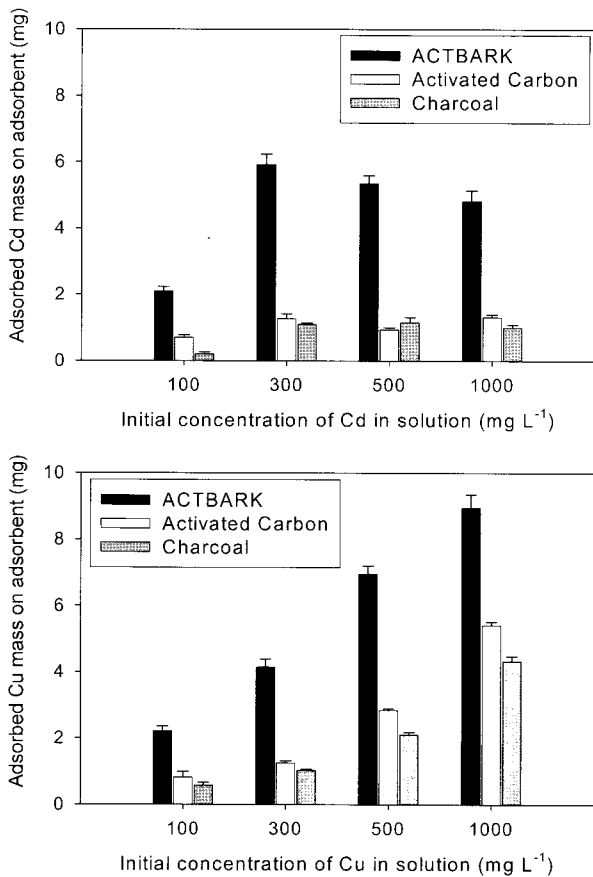 Adsorbed Cd mass on adsorbent (mg)
10
8
6
4
2
0
ACTBARK
Activated Carbon
Charcoal
100 300 500 1000
Initial concentration of Cd in solution (mg L⁻¹)
Adsorbed Cu mass on adsorbent (mg)
10
8
6
4
2
0
ACTBARK
Activated Carbon
Charcoal
100 300 500 1000
Initial concentration of Cu in solution (mg L⁻¹)